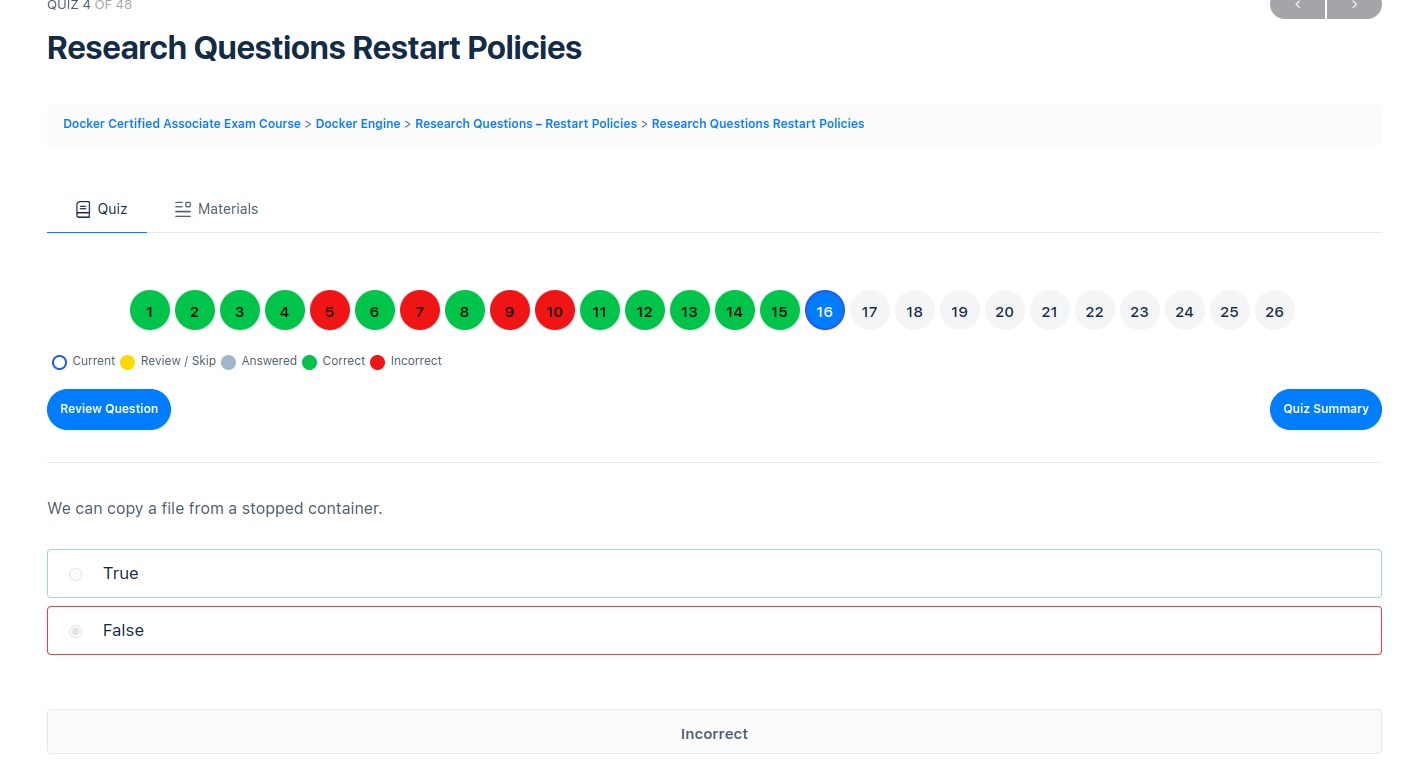 QUIZ 4 OF 48
Research Questions Restart Policies
Docker Certified Associate Exam Course > Docker Engine > Research Questions – Restart Policies > Research Questions Restart Policies
Quiz Materials
1 2 3 4 5 6 7 8 9 10 11 12 13 14 15 16 17 18 19 20 21 22 23 24 25 26
Current Review / Skip Answered Correct Incorrect
Review Question Quiz Summary
We can copy a file from a stopped container.
True
False
Incorrect